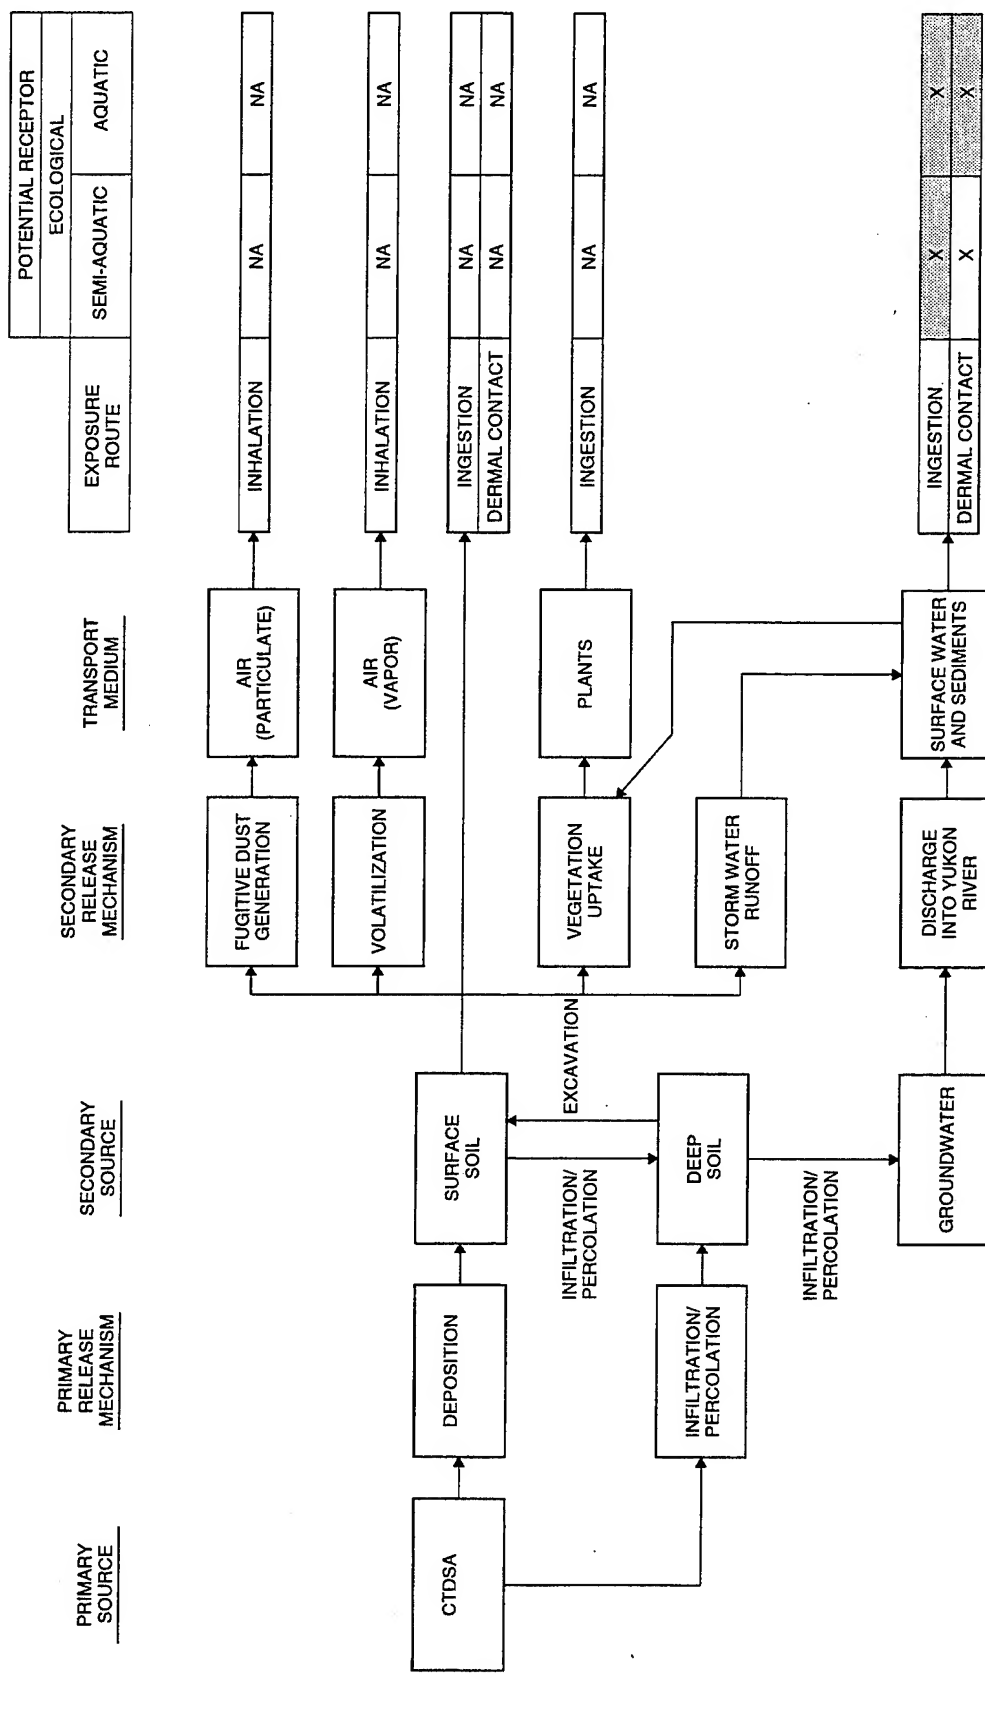 PRIMARY
SOURCE
PRIMARY
RELEASE
MECHANISM
SECONDARY
SOURCE
SECONDARY
RELEASE
MECHANISM
TRANSPORT
MEDIUM
EXPOSURE
ROUTE
POTENTIAL RECEPTOR
ECOLOGICAL
SEMI-AQUATIC
AQUATIC
FUGITIVE DUST
GENERATION
AIR
(PARTICULATE)
INHALATION
NA
NA
VOLATILIZATION
AIR
(VAPOR)
INHALATION
NA
NA
CTDSA
DEPOSITION
SURFACE
SOIL
INGESTION
NA
NA
DERMAL CONTACT
NA
NA
INFILTRATION/
PERCOLATION
EXCAVATION
VEGETATION
UPTAKE
PLANTS
INGESTION
NA
NA
INFILTRATION/
PERCOLATION
DEEP
SOIL
STORM WATER
RUNOFF
INFILTRATION/
PERCOLATION
GROUNDWATER
DISCHARGE
INTO YUKON
RIVER
SURFACE WATER
AND SEDIMENTS
INGESTION
X
X
DERMAL CONTACT
X
X